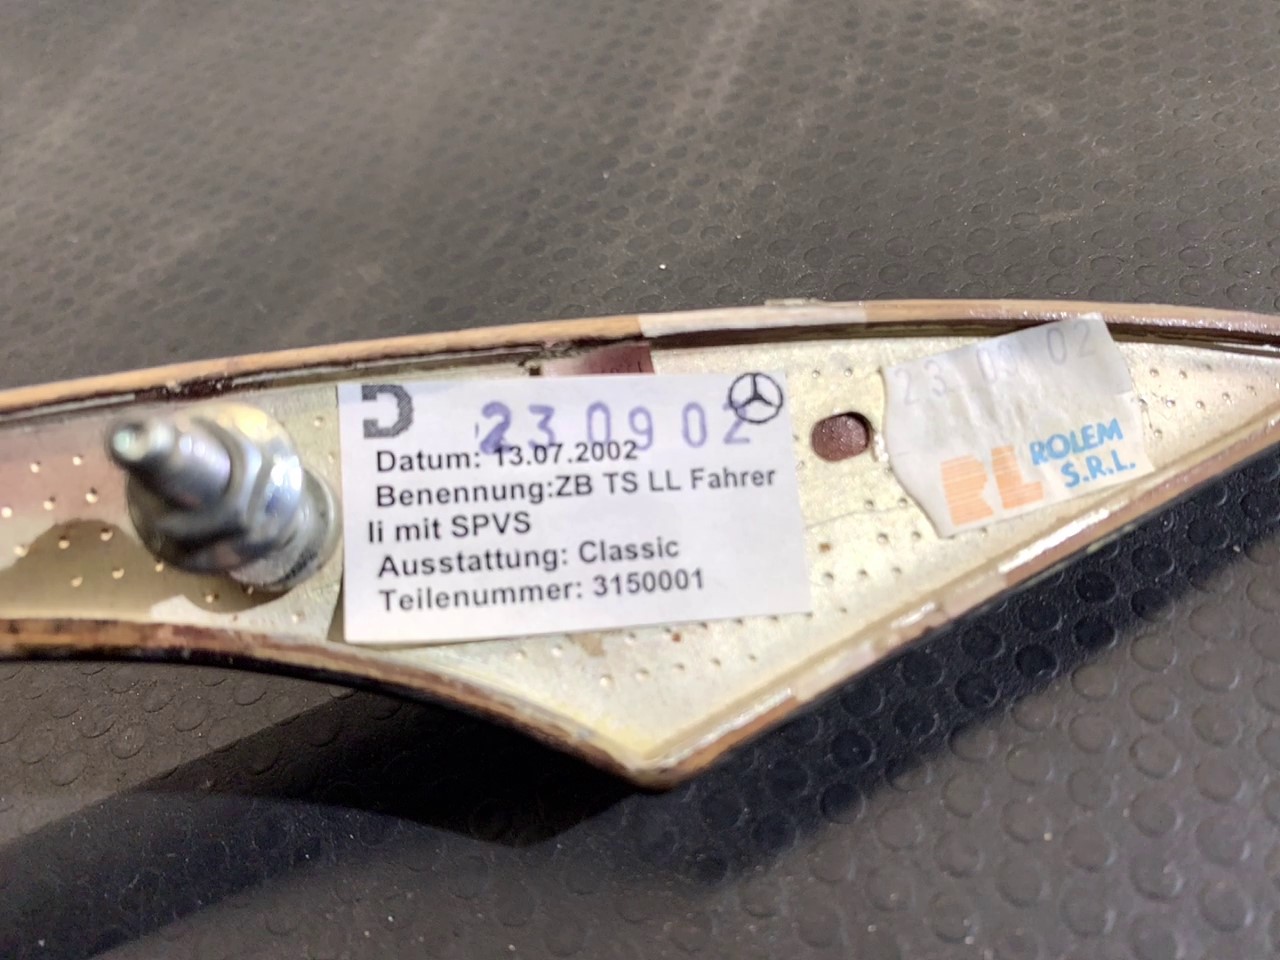 23 09 02
Datum: 13.07.2002
Benennung:ZB TS LL Fahrer
li mit SPVS
Ausstattung: Classic
Teilenummer: 3150001
23 09 02
RL ROLEM
S.R.L.